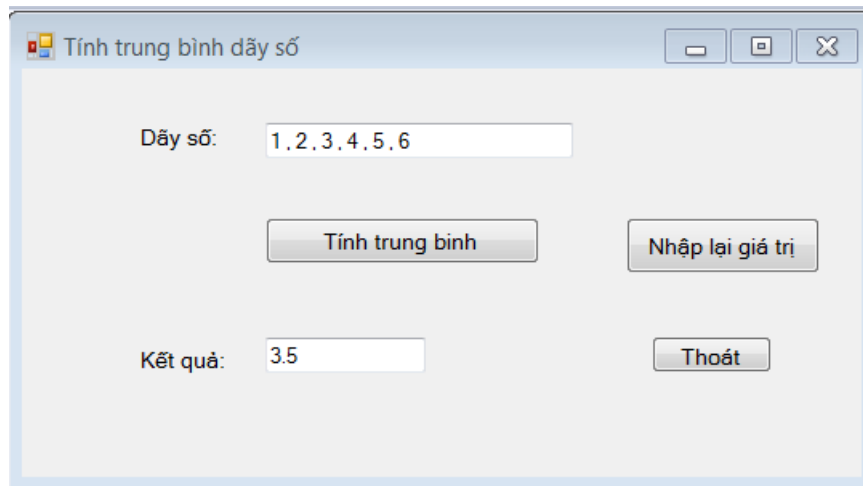 Tính trung bình dãy số
Dãy số: 1,2,3,4,5,6
Tính trung binh Nhập lại giá trị
Kết quả: 3.5 Thoát